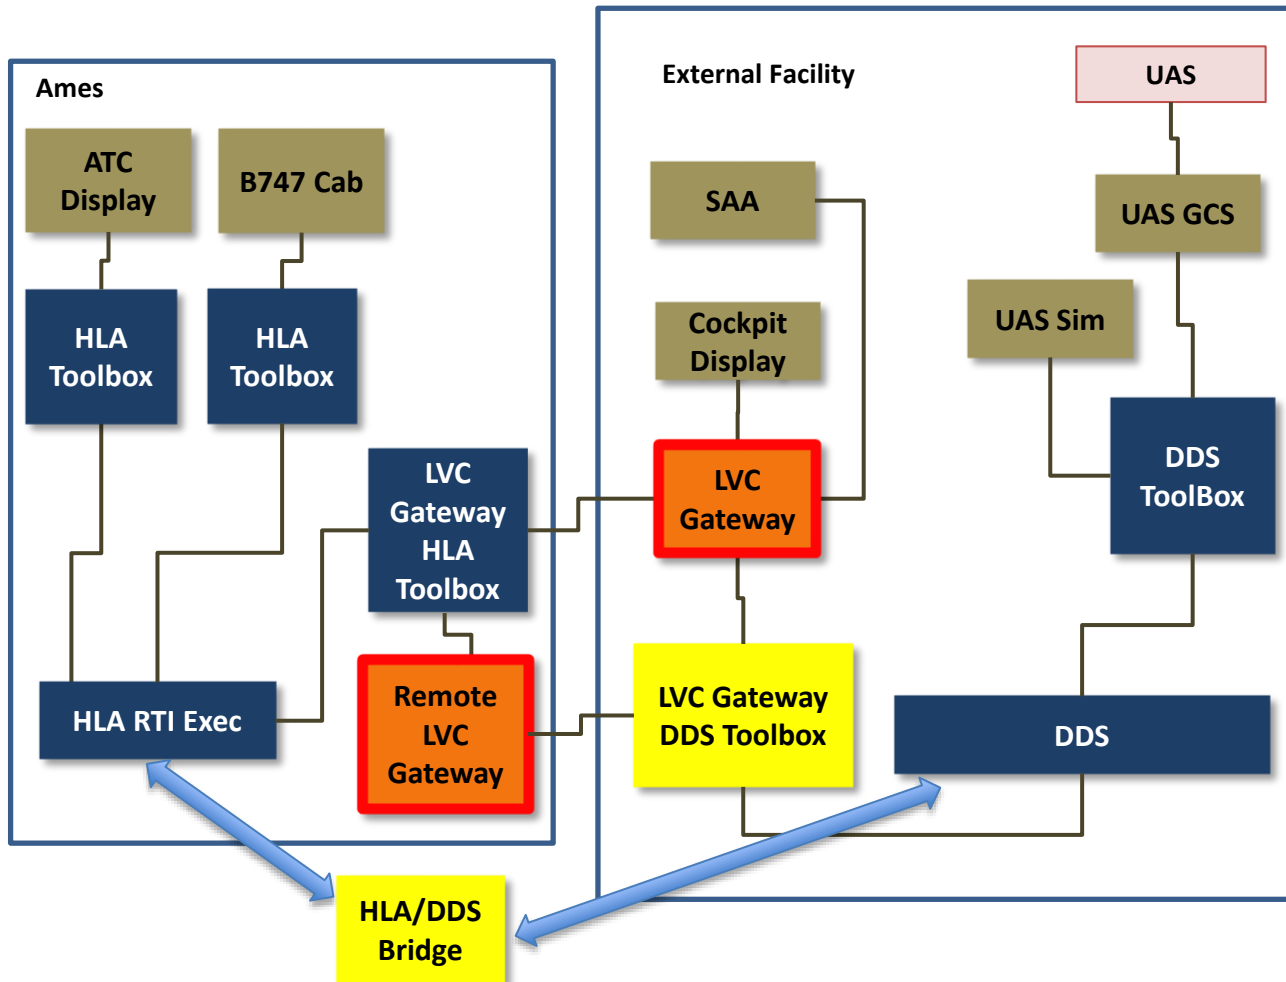 Ames
ATC
Display
B747 Cab
HLA
Toolbox
HLA
Toolbox
LVC
Gateway
HLA
Toolbox
HLA RTI Exec
Remote
LVC
Gateway
External Facility
UAS
SAA
UAS GCS
Cockpit
Display
UAS Sim
LVC
Gateway
DDS
ToolBox
LVC Gateway
DDS Toolbox
DDS
HLA/DDS
Bridge